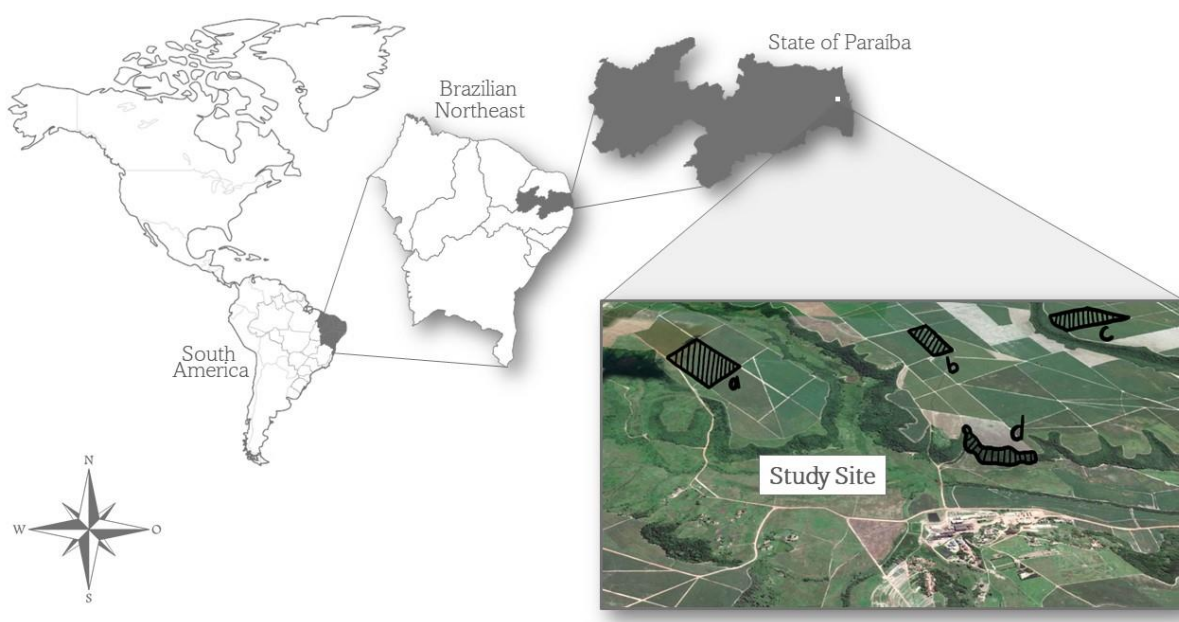 State of Paraíba
Brazilian
Northeast
South
America
a
b
c
d
Study Site
N
W
O
S